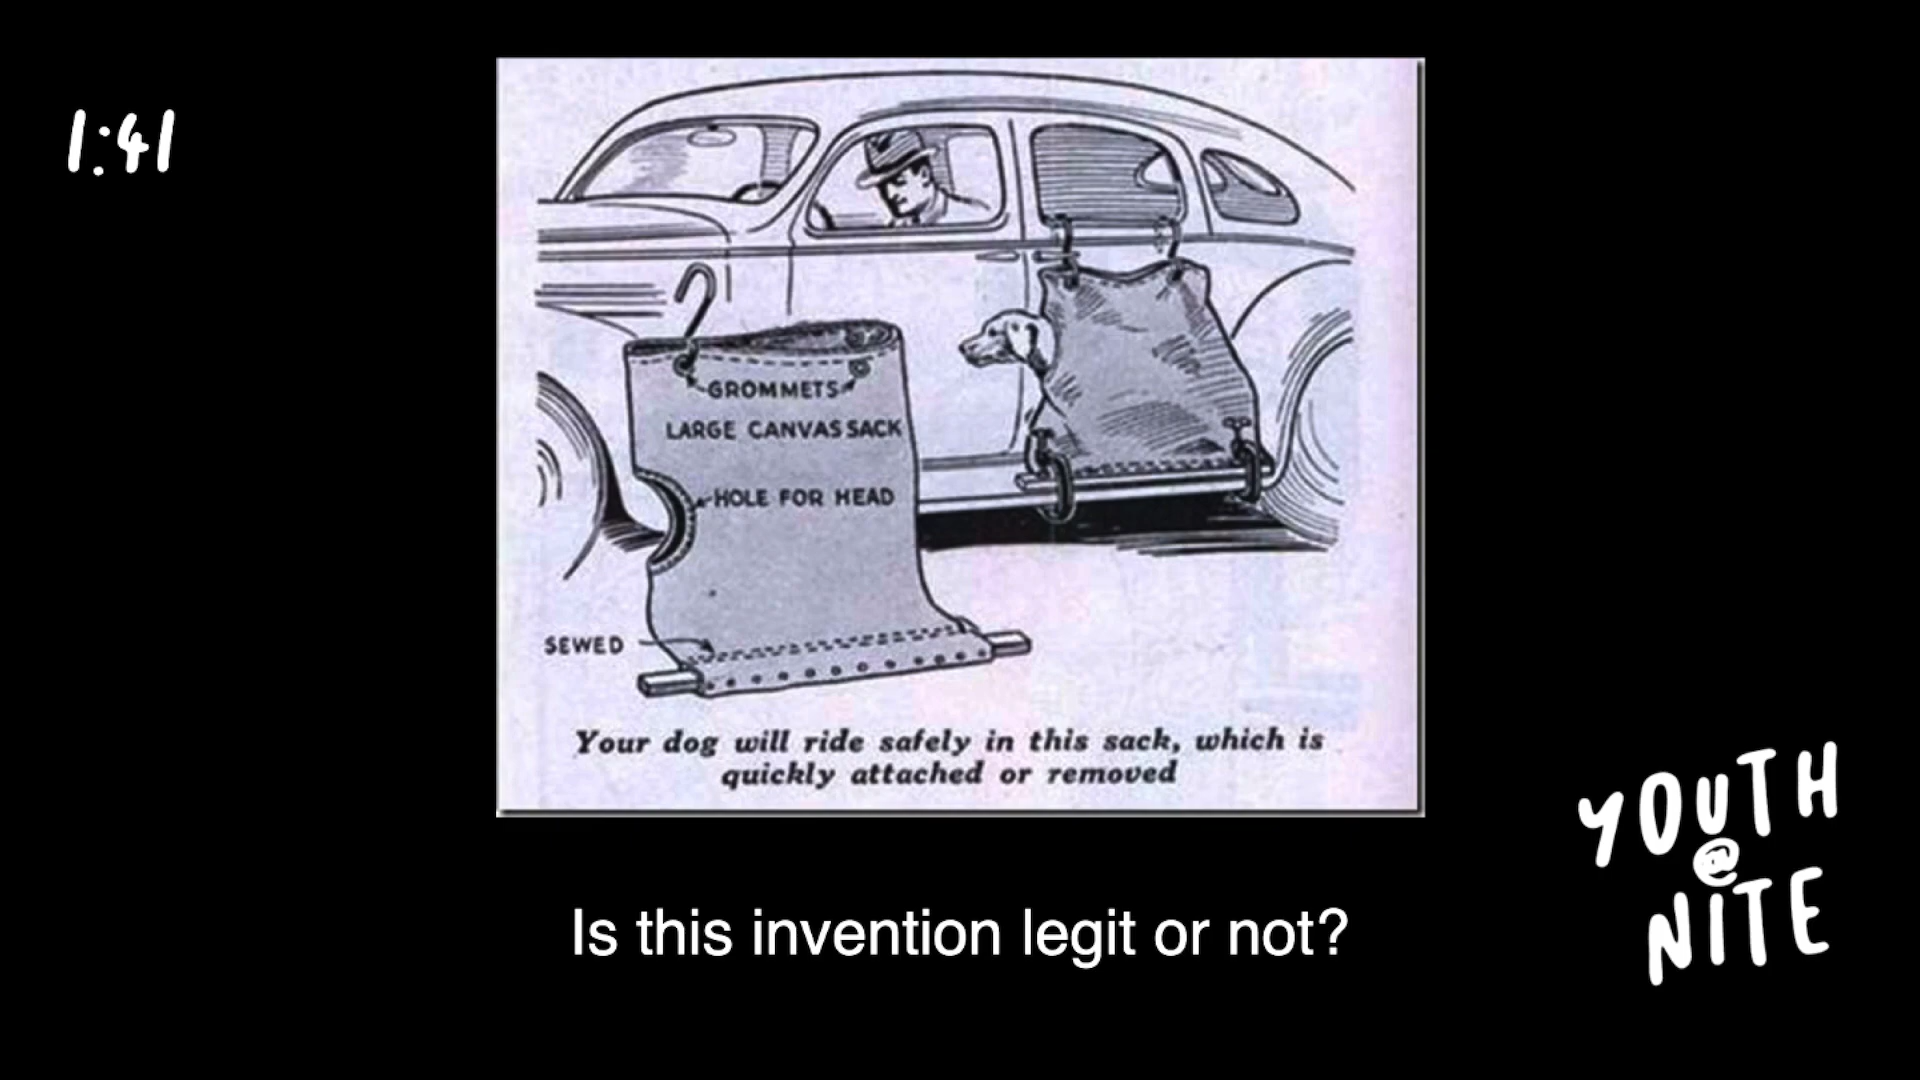 1:41
GROMMETS
LARGE CANVAS SACK
HOLE FOR HEAD
SEWED
Your dog will ride safely in this sack, which is
quickly attached or removed
Is this invention legit or not?
YOUTH
@
NITE